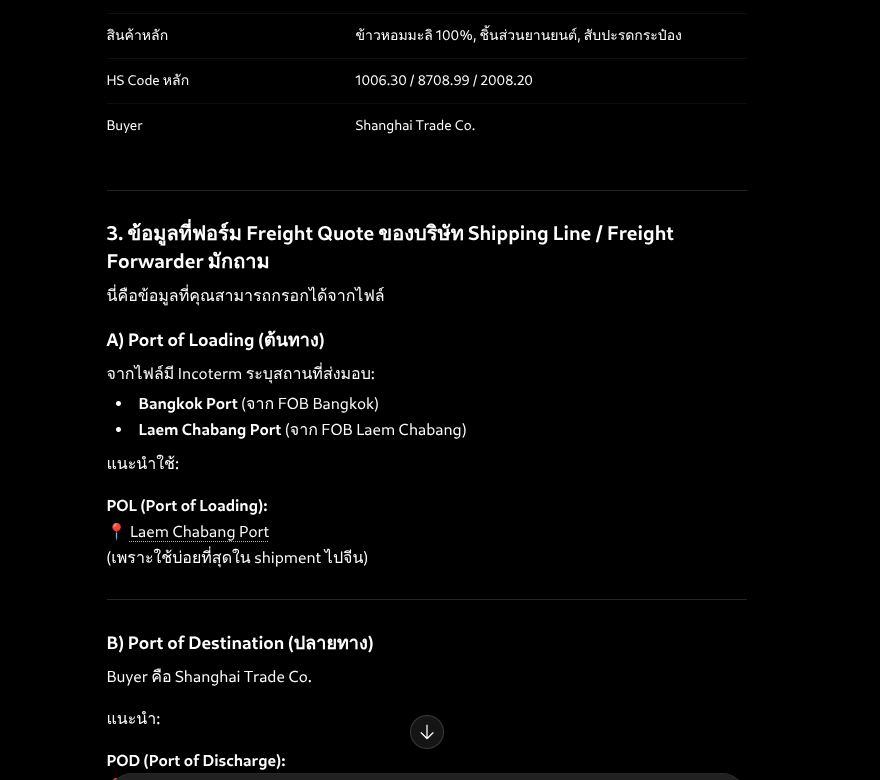 สินค้าหลัก ข้าวหอมมะลิ 100%, ชิ้นส่วนยานยนต์, สับปะรดกระป๋อง
HS Code หลัก 1006.30 / 8708.99 / 2008.20
Buyer Shanghai Trade Co.
3. ข้อมูลที่ฟอร์ม Freight Quote ของบริษัท Shipping Line / Freight
Forwarder มักถาม
นี่คือข้อมูลที่คุณสามารถกรอกได้จากไฟล์
A) Port of Loading (ต้นทาง)
จากไฟล์มี Incoterm ระบุสถานที่ส่งมอบ:
• Bangkok Port (จาก FOB Bangkok)
• Laem Chabang Port (จาก FOB Laem Chabang)
แนะนำใช้:
POL (Port of Loading):
📍 Laem Chabang Port
(เพราะใช้บ่อยที่สุดใน shipment ไปจีน)
B) Port of Destination (ปลายทาง)
Buyer คือ Shanghai Trade Co.
แนะนำ:
POD (Port of Discharge):